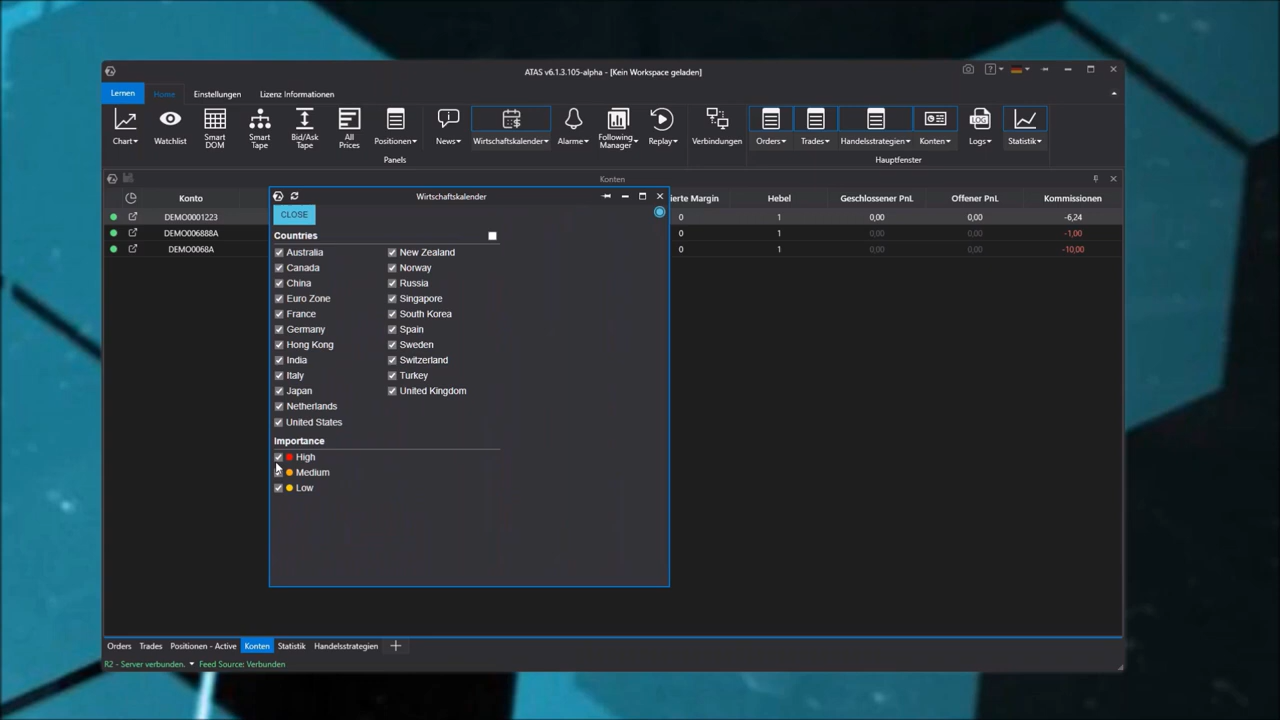 ATAS v6.1.3.105-alpha - [Kein Workspace geladen]
Lernen Home Einstellungen Lizenz Informationen
Chart Watchlist Smart DOM Smart Tape Bid/Ask Tape All Prices Positionen News Wirtschaftskalender Alarme Following Manager Replay Verbindungen Orders Trades Handelsstrategien Konten LOG Logs Statistik
Panels Hauptfenster
Konten
Konto ierte Margin Hebel Geschlossener PnL Offener PnL Kommissionen
DEMO0001223 0 1 0,00 0,00 -6,24
DEMO006888A 0 1 0,00 0,00 -1,00
DEMO0068A 0 1 0,00 0,00 -10,00
Wirtschaftskalender
CLOSE
Countries
Australia New Zealand
Canada Norway
China Russia
Euro Zone Singapore
France South Korea
Germany Spain
Hong Kong Sweden
India Switzerland
Italy Turkey
Japan United Kingdom
Netherlands
United States
Importance
High
Medium
Low
Orders Trades Positionen - Active Konten Statistik Handelsstrategien
R2 - Server verbunden. Feed Source: Verbunden